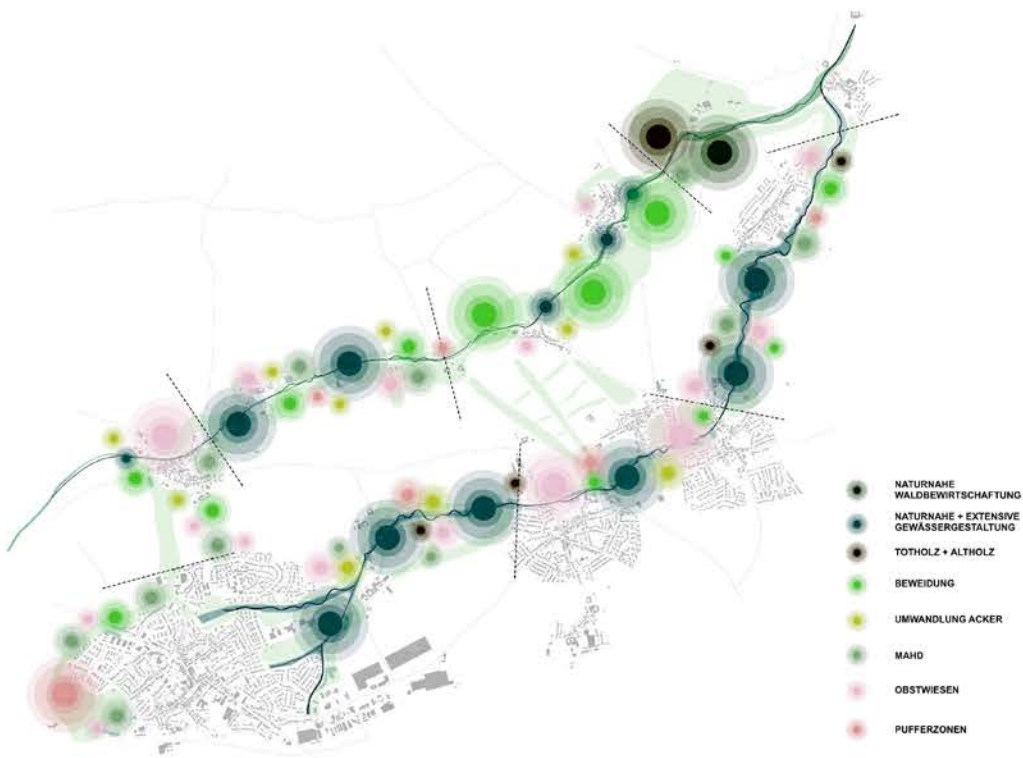 NATURNAHE
WALDBEWIRTSCHAFTUNG
NATURNAHE + EXTENSIVE
GEWÄSSERGESTALTUNG
TOTHOLZ + ALTHOLZ
BEWEIDUNG
UMWANDLUNG ACKER
MAHD
OBSTWIESEN
PUFFERZONEN